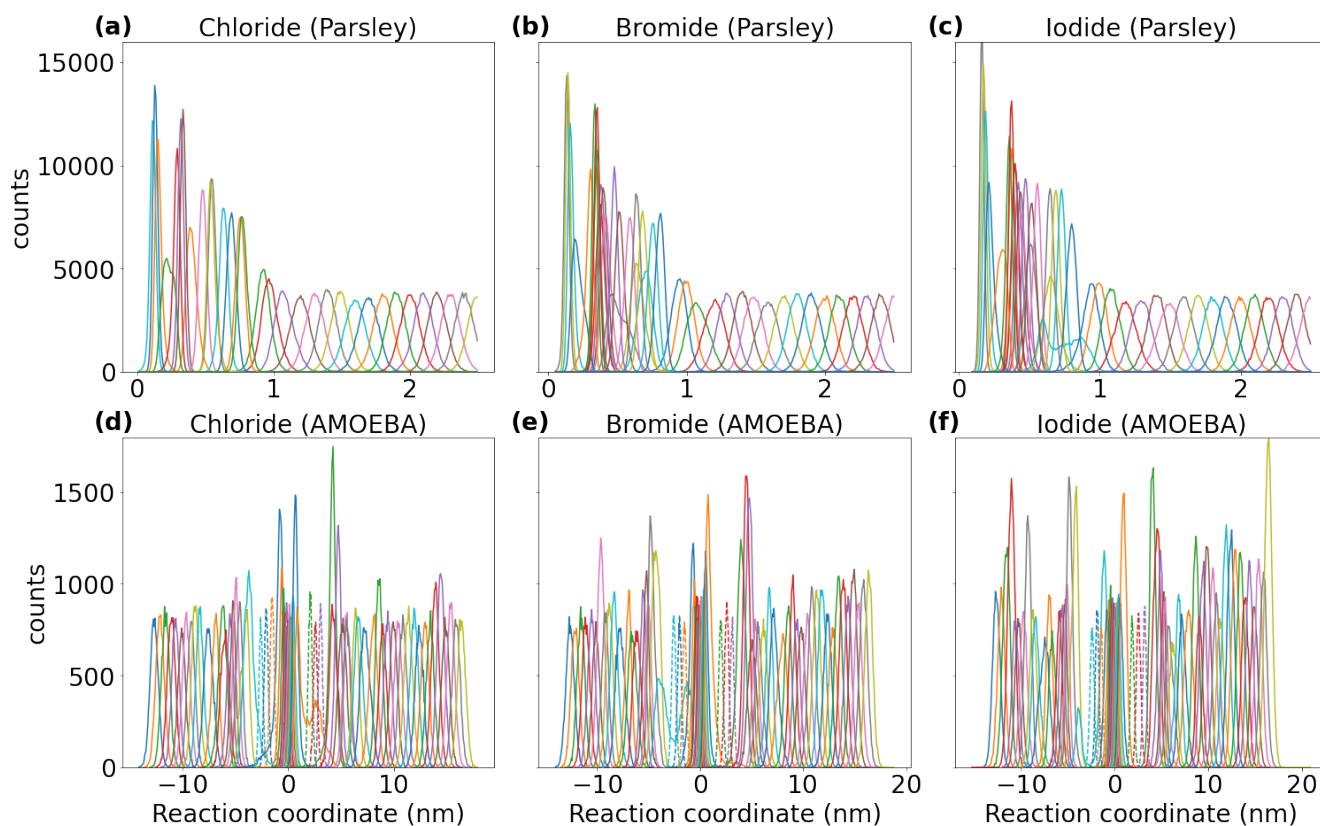 (a) Chloride (Parsley)
(b) Bromide (Parsley)
(c) Iodide (Parsley)
counts
15000
10000
5000
0
0 1 2
0 1 2
0 1 2
(d) Chloride (AMOEBA)
(e) Bromide (AMOEBA)
(f) Iodide (AMOEBA)
counts
1500
1000
500
0
−10 0 10
−10 0 10 20
−10 0 10 20
Reaction coordinate (nm)
Reaction coordinate (nm)
Reaction coordinate (nm)